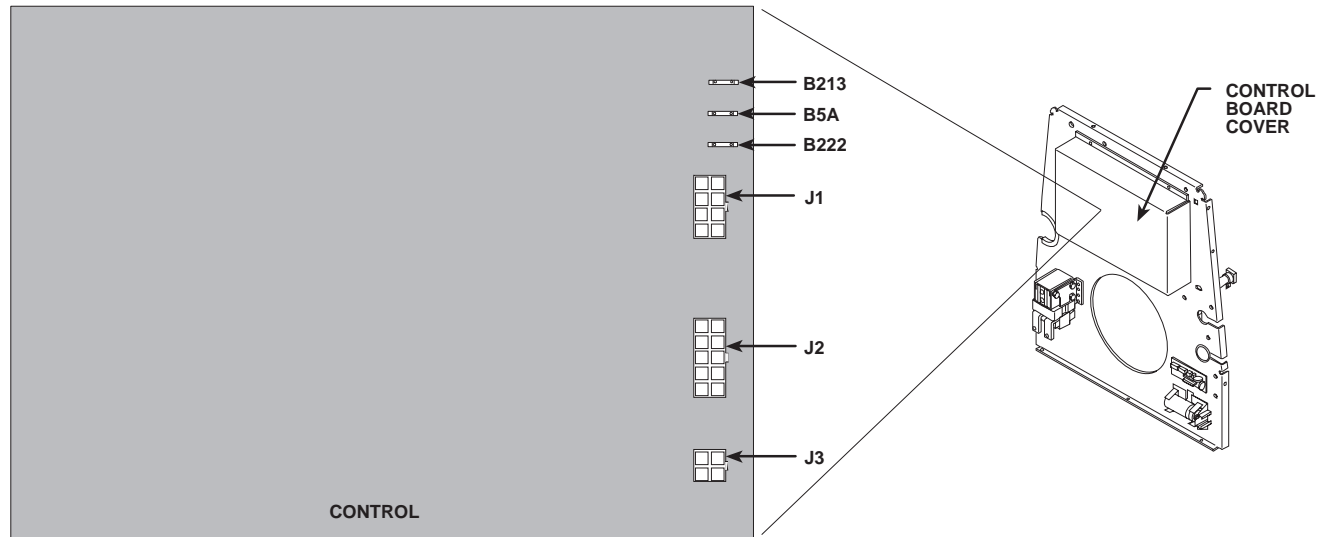 B213
B5A
B222
J1
J2
J3
CONTROL
CONTROL
BOARD
COVER